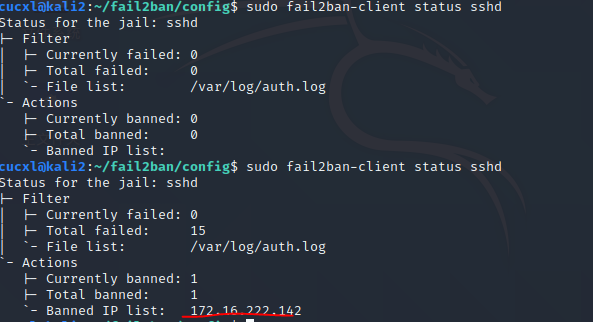 cucxl@kali2:~/fail2ban/config$ sudo fail2ban-client status sshd
Status for the jail: sshd
├─ Filter
│  ├─ Currently failed: 0
│  ├─ Total failed:     0
│  `- File list:        /var/log/auth.log
`- Actions
   ├─ Currently banned: 0
   ├─ Total banned:     0
   `- Banned IP list:
cucxl@kali2:~/fail2ban/config$ sudo fail2ban-client status sshd
Status for the jail: sshd
├─ Filter
│  ├─ Currently failed: 0
│  ├─ Total failed:     15
│  `- File list:        /var/log/auth.log
`- Actions
   ├─ Currently banned: 1
   ├─ Total banned:     1
   `- Banned IP list:   172.16.222.142